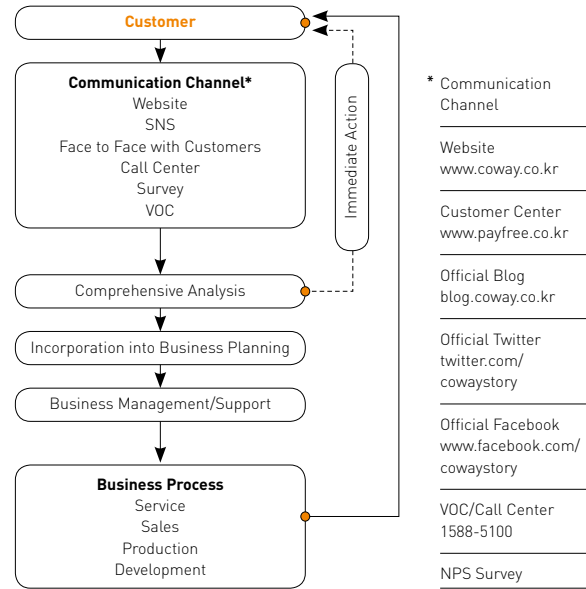 Customer
Communication Channel*
Website
SNS
Face to Face with Customers
Call Center
Survey
VOC
Immediate Action
Comprehensive Analysis
Incorporation into Business Planning
Business Management/Support
Business Process
Service
Sales
Production
Development
* Communication
Channel
Website
www.coway.co.kr
Customer Center
www.payfree.co.kr
Official Blog
blog.coway.co.kr
Official Twitter
twitter.com/
cowaystory
Official Facebook
www.facebook.com/
cowaystory
VOC/Call Center
1588-5100
NPS Survey